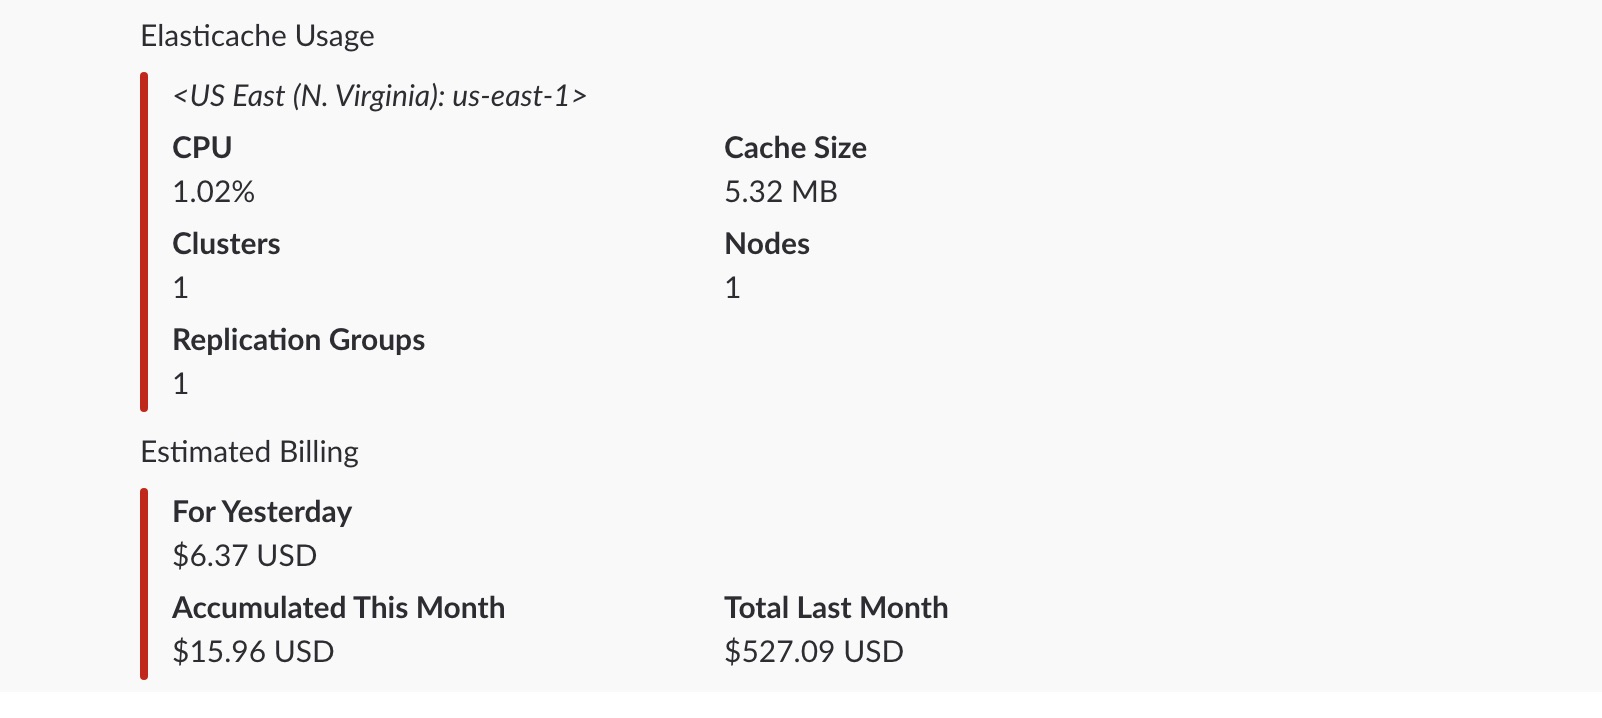 Elasticache Usage
<US East (N. Virginia): us-east-1>
CPU
1.02%
Cache Size
5.32 MB
Clusters
1
Nodes
1
Replication Groups
1
Estimated Billing
For Yesterday
$6.37 USD
Accumulated This Month
$15.96 USD
Total Last Month
$527.09 USD